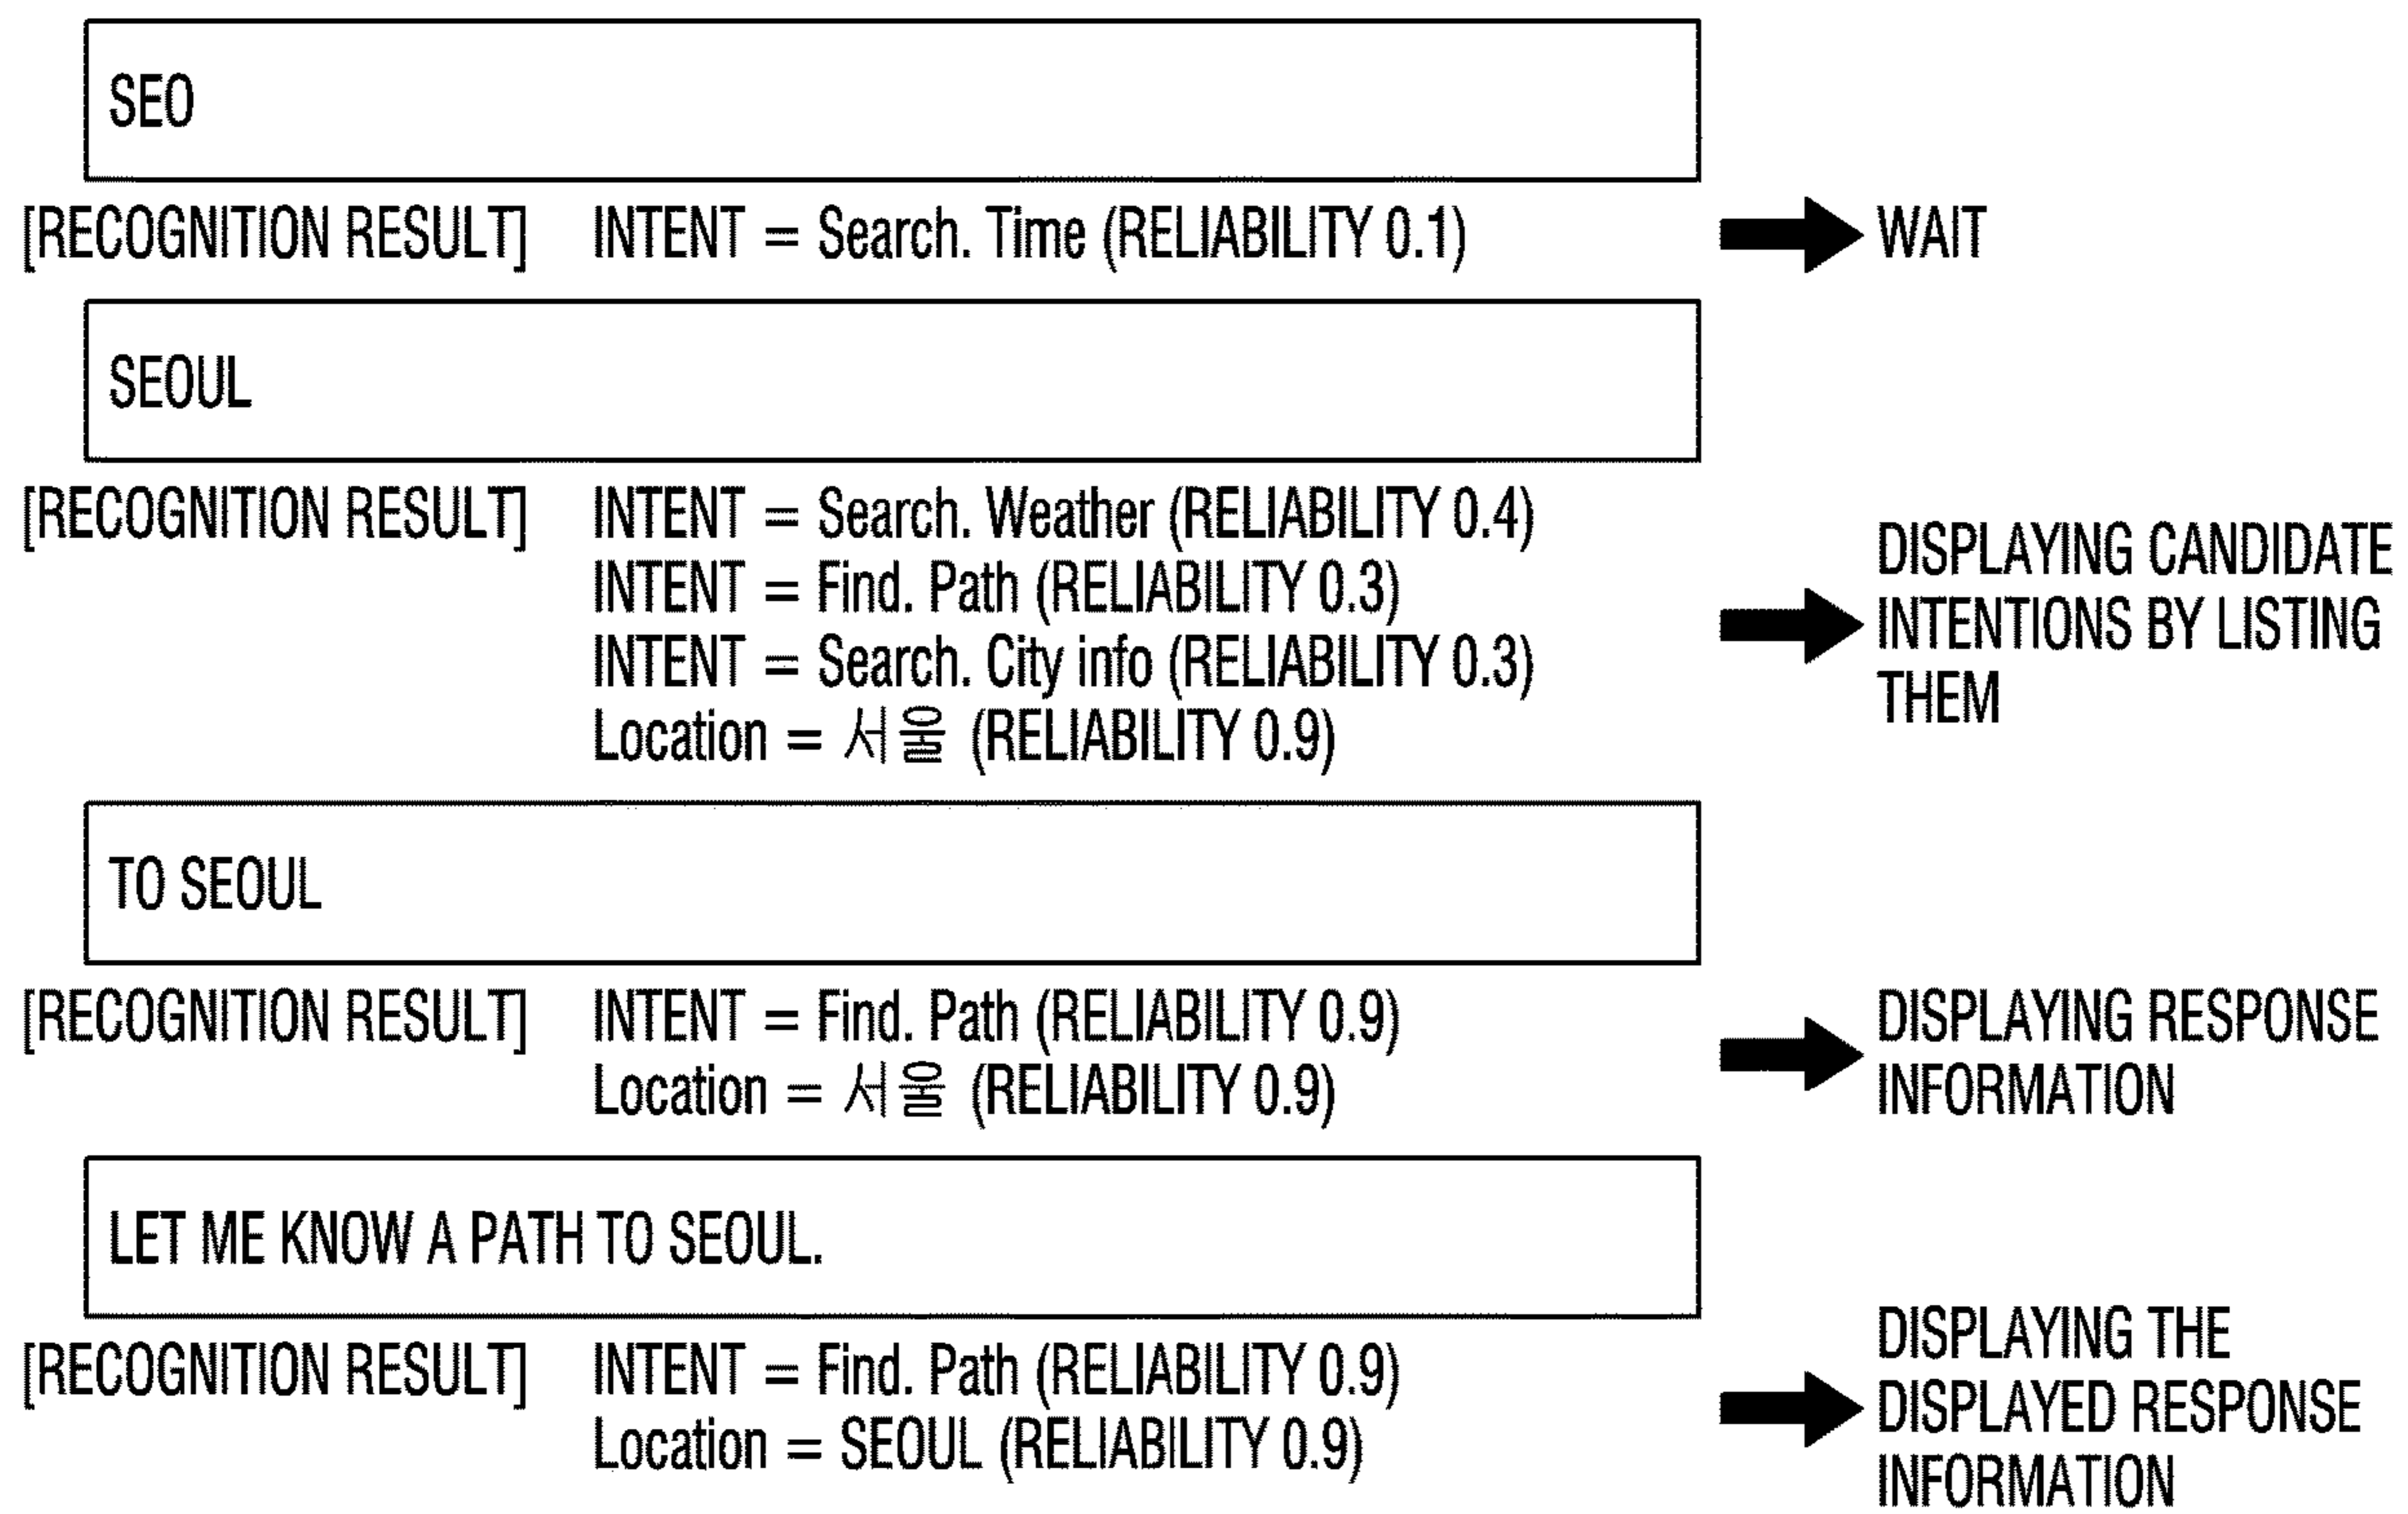 SEO
[RECOGNITION RESULT] INTENT = Search. Time (RELIABILITY 0.1)
WAIT
SEOUL
[RECOGNITION RESULT] INTENT = Search. Weather (RELIABILITY 0.4)
INTENT = Find. Path (RELIABILITY 0.3)
INTENT = Search. City info (RELIABILITY 0.3)
Location = 서울 (RELIABILITY 0.9)
DISPLAYING CANDIDATE
INTENTIONS BY LISTING
THEM
TO SEOUL
[RECOGNITION RESULT] INTENT = Find. Path (RELIABILITY 0.9)
Location = 서울 (RELIABILITY 0.9)
DISPLAYING RESPONSE
INFORMATION
LET ME KNOW A PATH TO SEOUL.
[RECOGNITION RESULT] INTENT = Find. Path (RELIABILITY 0.9)
Location = SEOUL (RELIABILITY 0.9)
DISPLAYING THE
DISPLAYED RESPONSE
INFORMATION